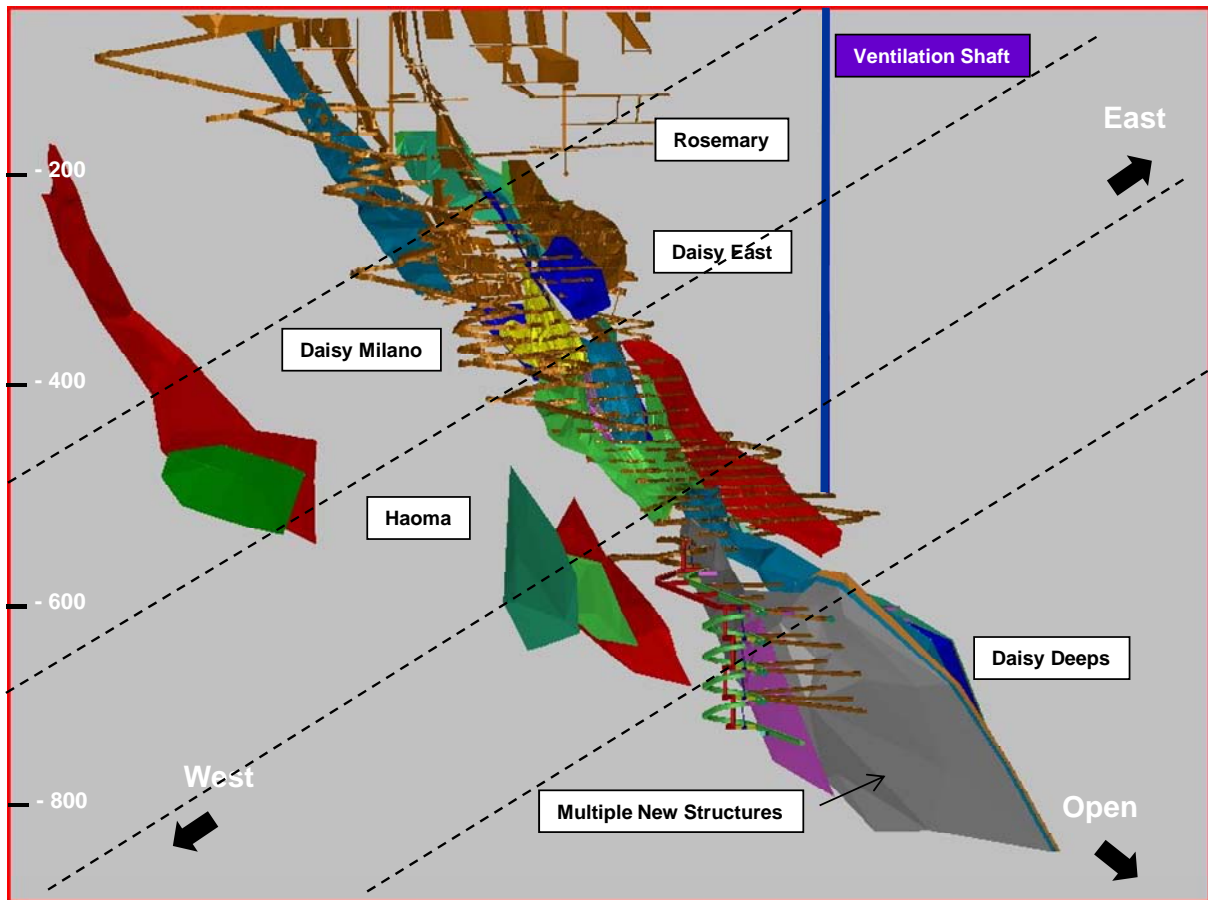 Ventilation Shaft
East
Rosemary
- 200
Daisy East
Daisy Milano
- 400
Haoma
- 600
Daisy Deeps
West
- 800
Multiple New Structures
Open